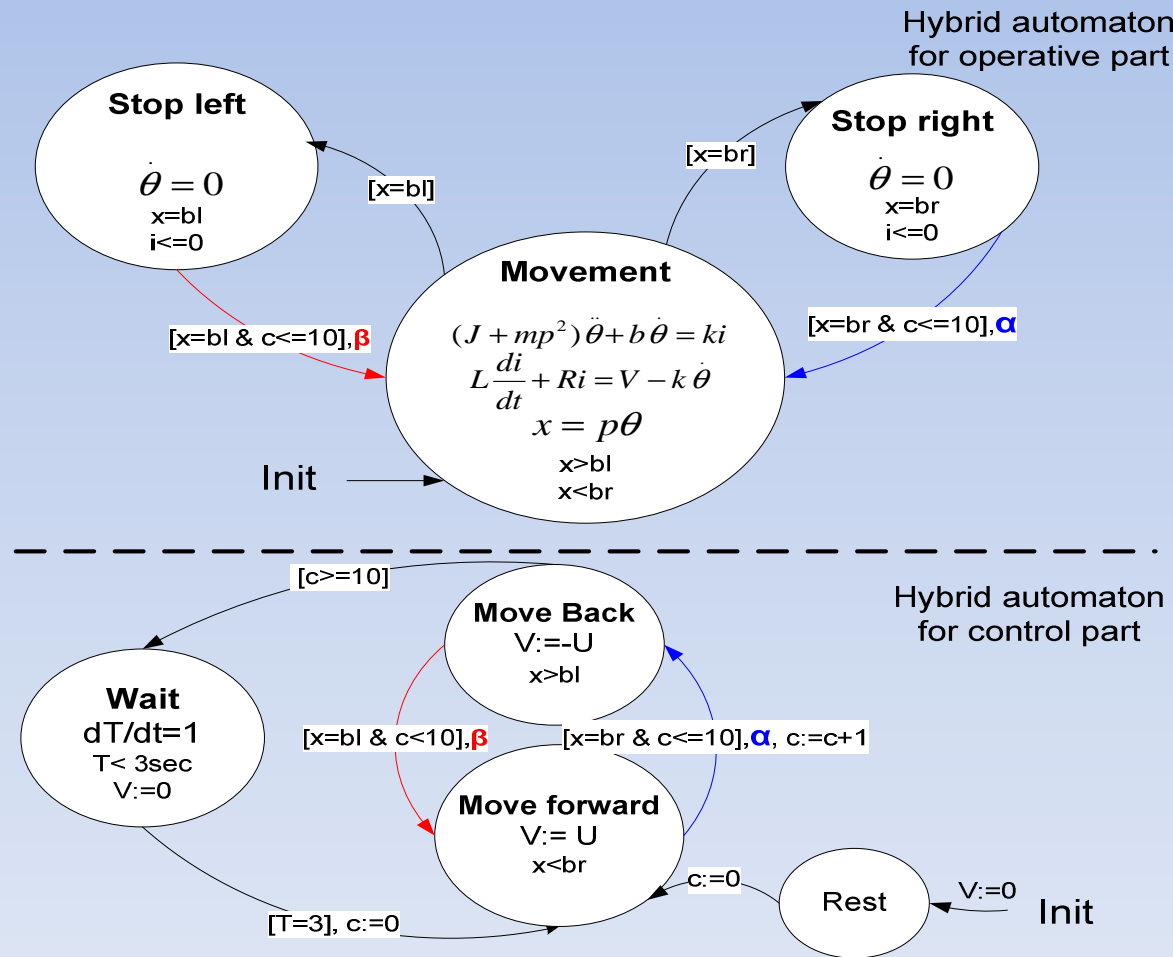 Hybrid automaton
for operative part
Stop left
θ̇ = 0
x=bl
i<=0
[x=bl]
[x=br]
Stop right
θ̇ = 0
x=br
i<=0
Movement
(J + mp²) θ̈ + b θ̇ = ki
L di/dt + Ri = V − k θ̇
x = pθ
x>bl
x<br
[x=bl & c<=10],β
[x=br & c<=10],α
Init
[c>=10]
Hybrid automaton
for control part
Move Back
V:=-U
x>bl
Wait
dT/dt=1
T< 3sec
V:=0
[x=bl & c<10],β
[x=br & c<=10],α, c:=c+1
Move forward
V:= U
x<br
[T=3], c:=0
c:=0
Rest
V:=0
Init